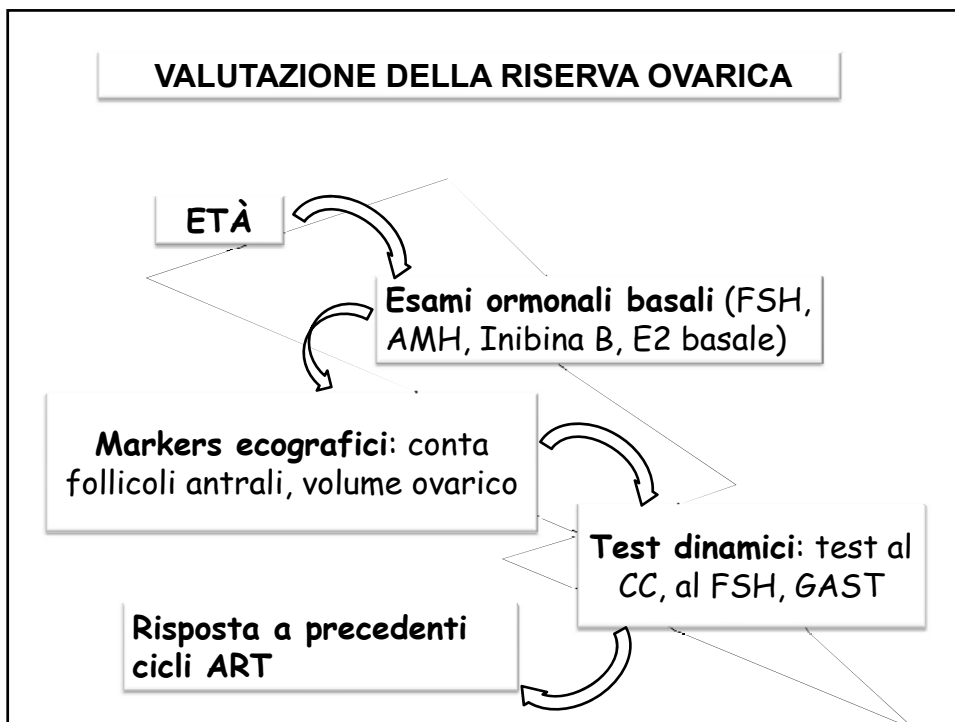 VALUTAZIONE DELLA RISERVA OVARICA
ETÀ
Esami ormonali basali (FSH,
AMH, Inibina B, E2 basale)
Markers ecografici: conta
follicoli antrali, volume ovarico
Test dinamici: test al
CC, al FSH, GAST
Risposta a precedenti
cicli ART